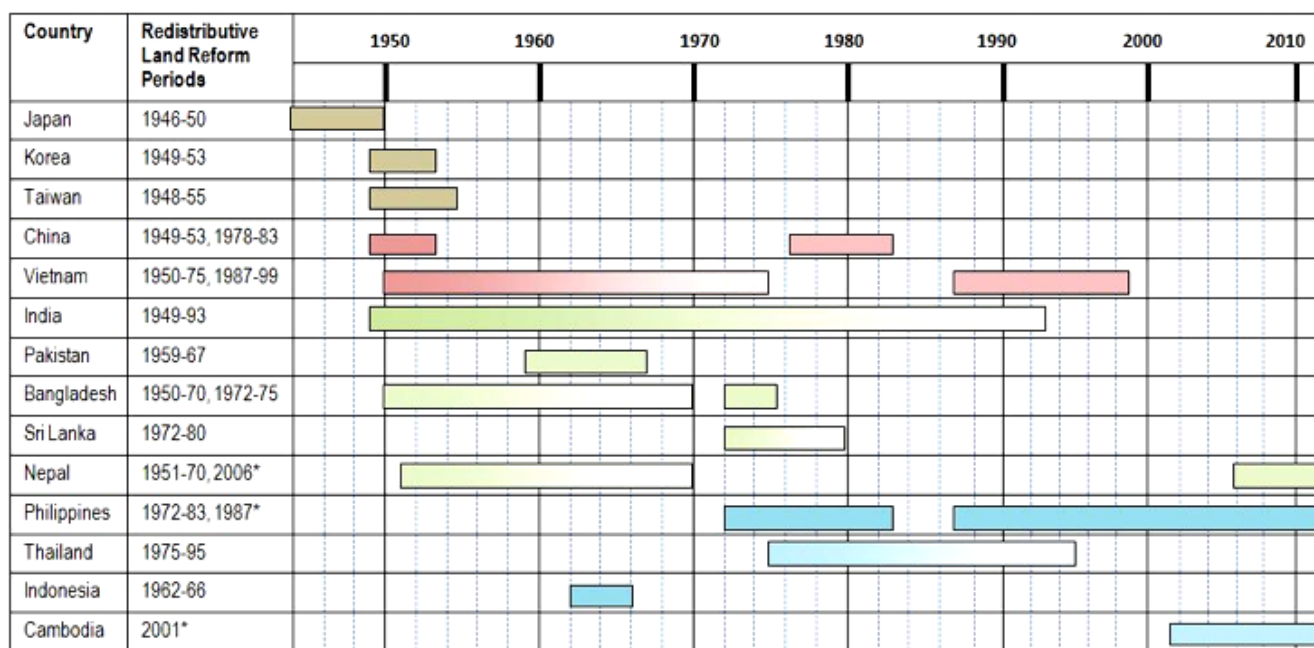 Country Redistributive Land Reform Periods 1950 1960 1970 1980 1990 2000 2010
Japan 1946-50
Korea 1949-53
Taiwan 1948-55
China 1949-53, 1978-83
Vietnam 1950-75, 1987-99
India 1949-93
Pakistan 1959-67
Bangladesh 1950-70, 1972-75
Sri Lanka 1972-80
Nepal 1951-70, 2006*
Philippines 1972-83, 1987*
Thailand 1975-95
Indonesia 1962-66
Cambodia 2001*